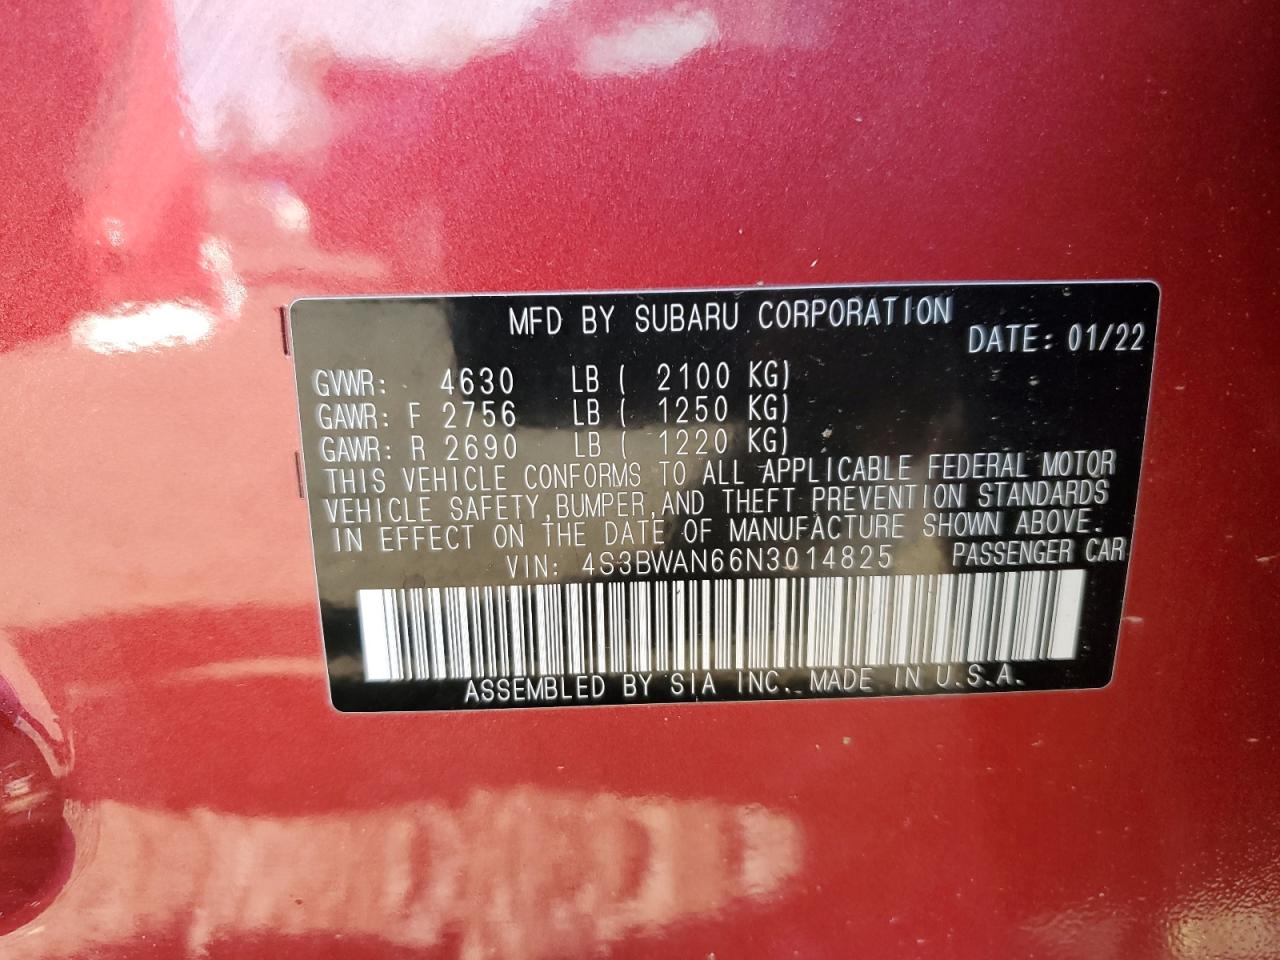 MFD BY SUBARU CORPORATION
DATE: 01/22
GVWR: 4630 LB ( 2100 KG)
GAWR: F 2756 LB ( 1250 KG)
GAWR: R 2690 LB ( 1220 KG)
THIS VEHICLE CONFORMS TO ALL APPLICABLE FEDERAL MOTOR
VEHICLE SAFETY,BUMPER,AND THEFT PREVENTION STANDARDS
IN EFFECT ON THE DATE OF MANUFACTURE SHOWN ABOVE.
VIN: 4S3BWAN66N3014825 PASSENGER CAR
ASSEMBLED BY SIA INC. MADE IN U.S.A.